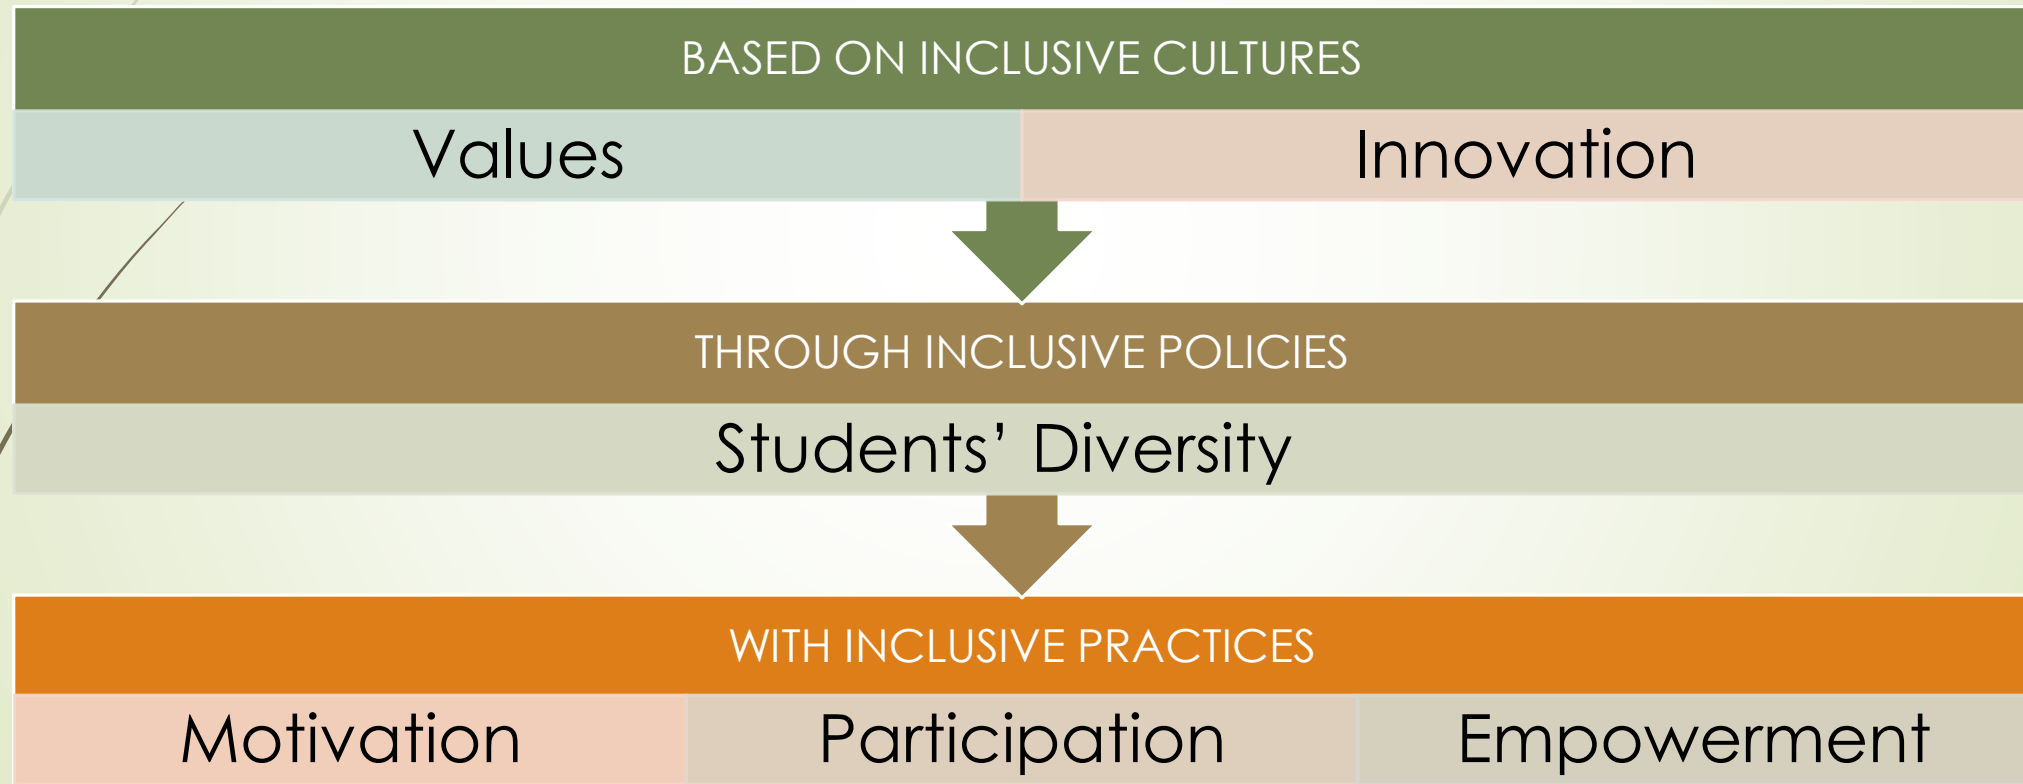 BASED ON INCLUSIVE CULTURES
Values Innovation
THROUGH INCLUSIVE POLICIES
Students’ Diversity
WITH INCLUSIVE PRACTICES
Motivation Participation Empowerment